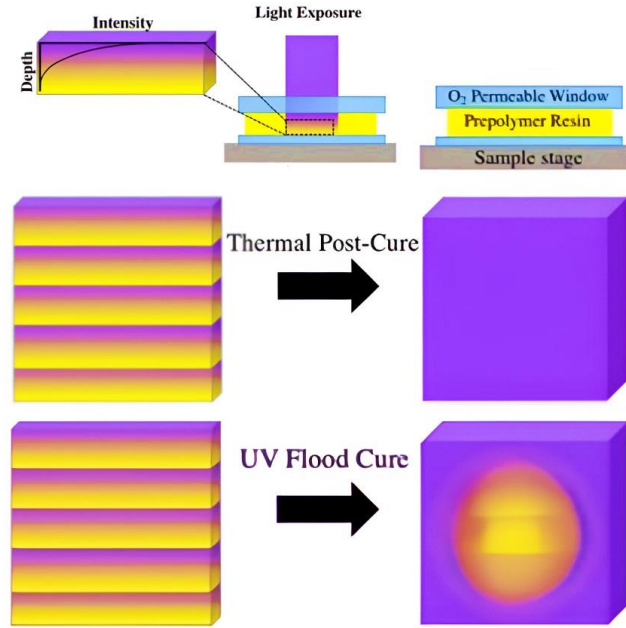 Light Exposure
Intensity
Depth
O₂ Permeable Window
Prepolymer Resin
Sample stage
Thermal Post-Cure
UV Flood Cure